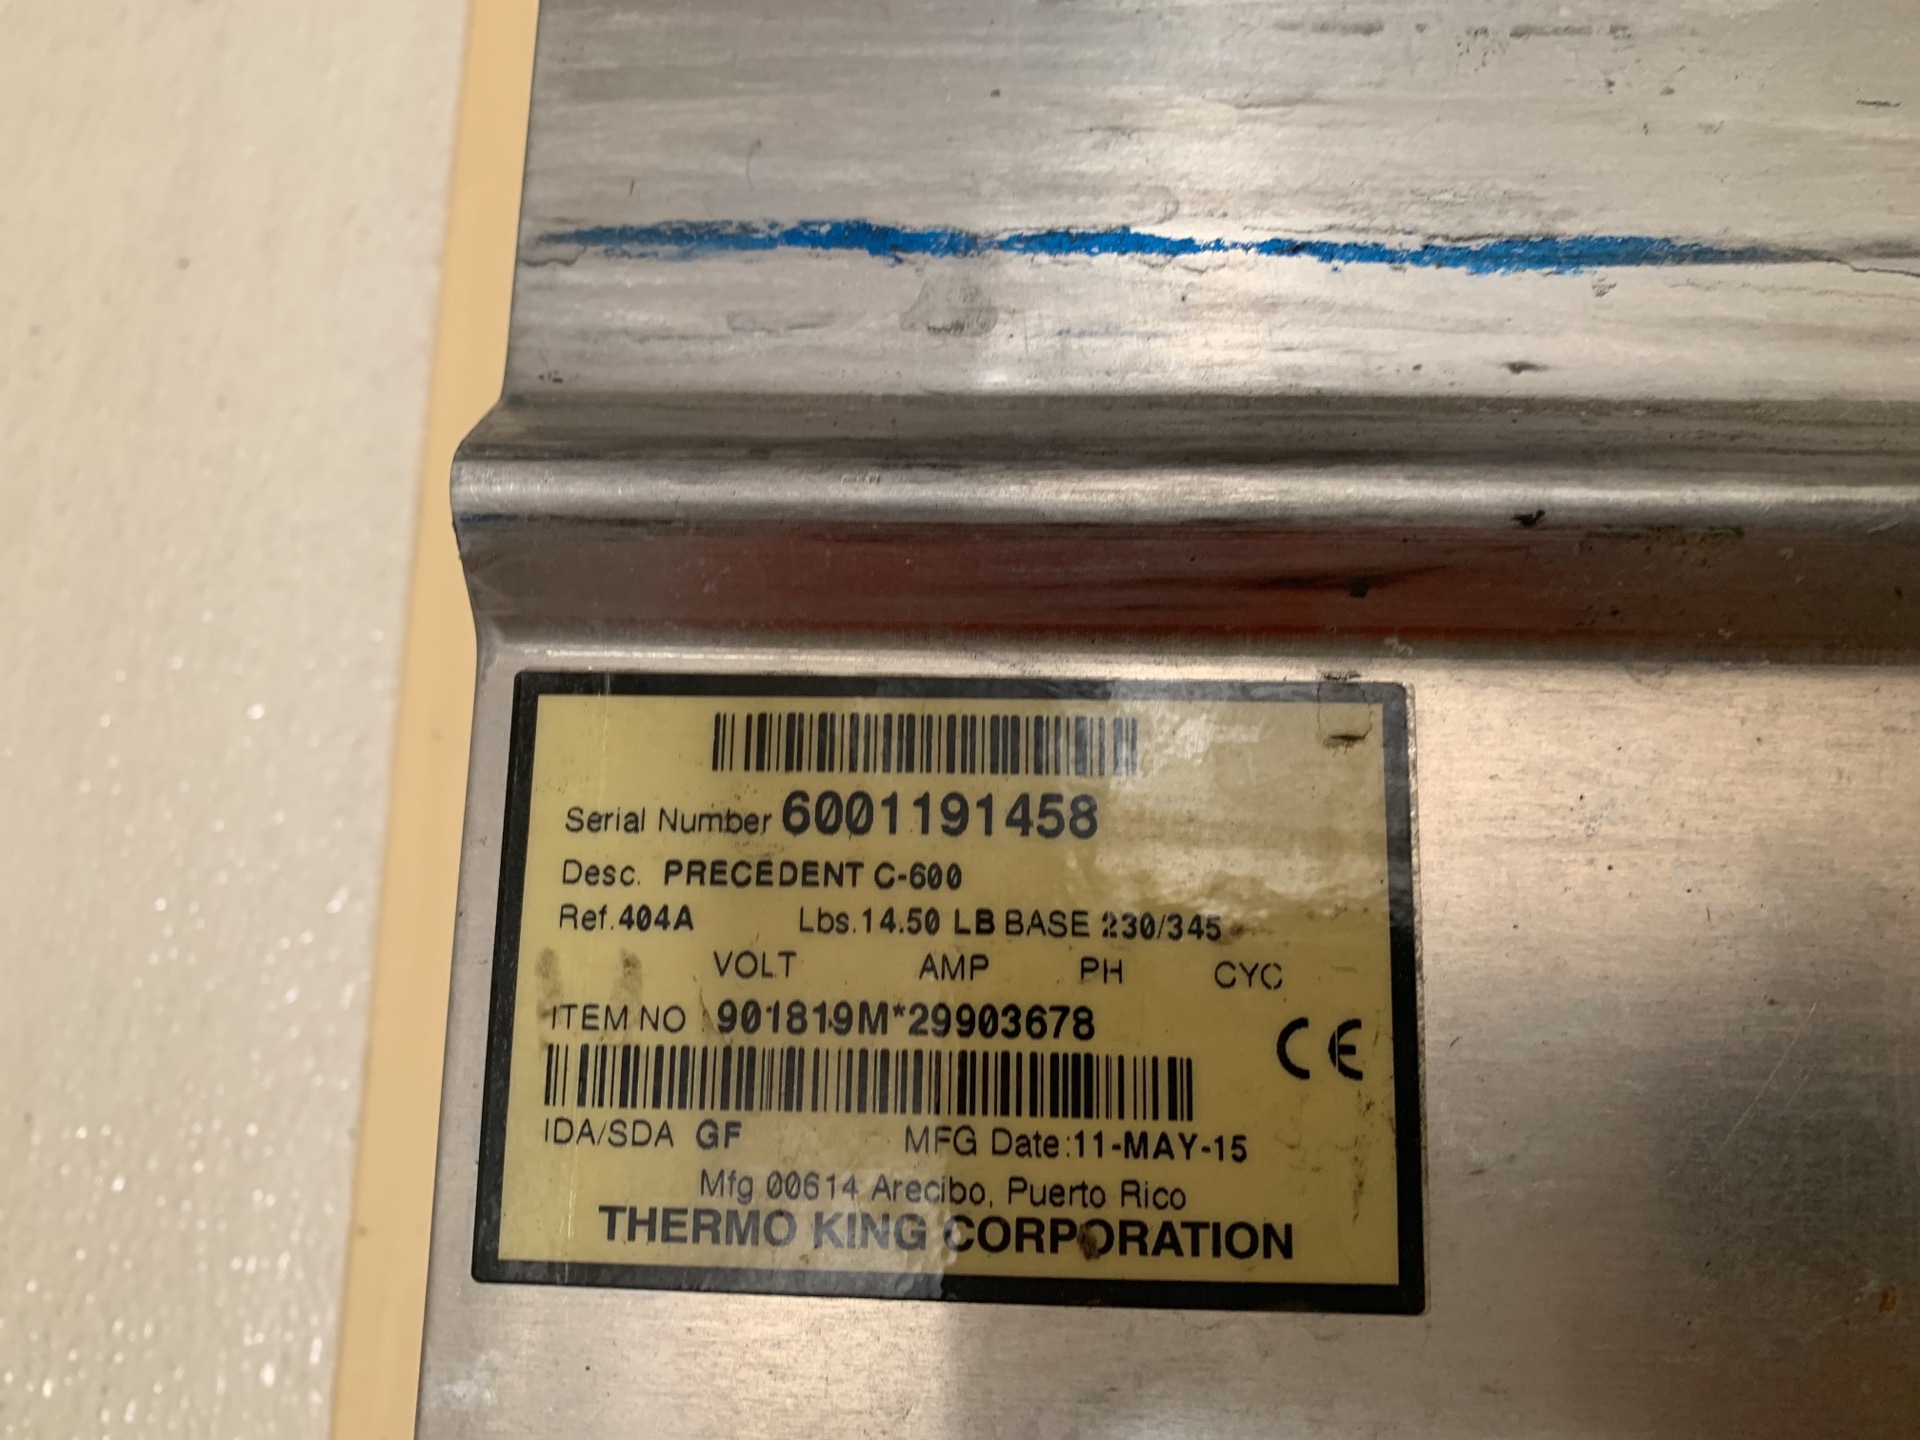 Serial Number 6001191458
Desc. PRECEDENT C-600
Ref.404A Lbs.14.50 LB BASE 230/345
VOLT AMP PH CYC
ITEM NO 901819M*29903678
CE
IDA/SDA GF MFG Date:11-MAY-15
Mfg 00614 Arecibo, Puerto Rico
THERMO KING CORPORATION